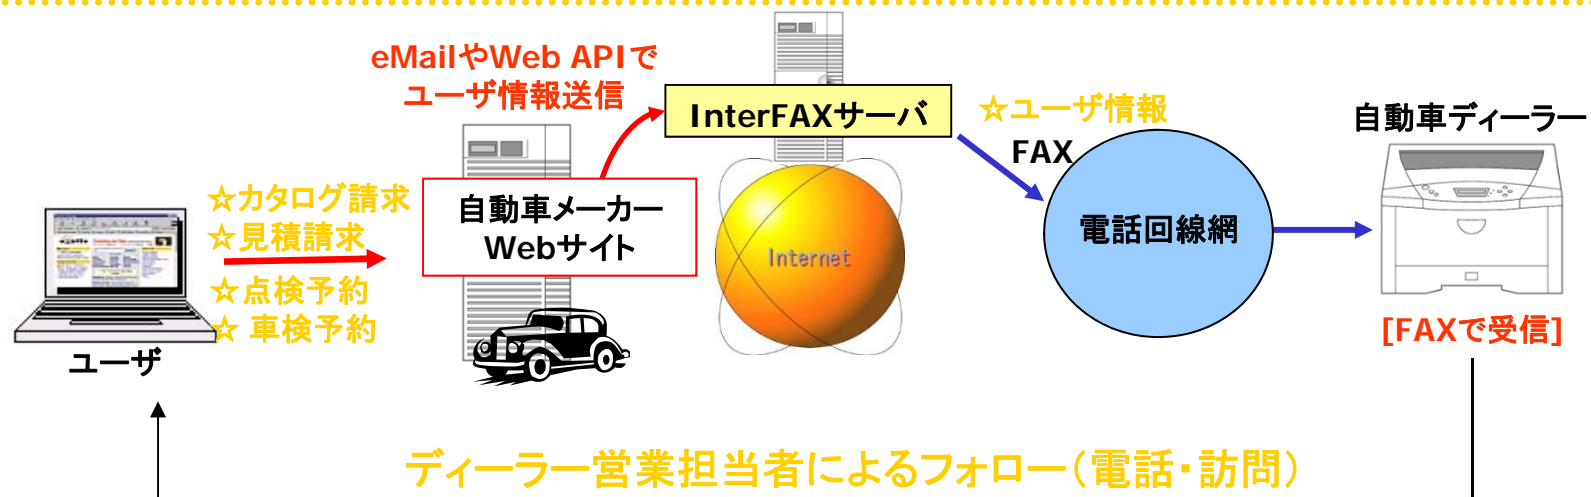 eMailやWeb APIで
ユーザ情報送信
InterFAXサーバ
☆ユーザ情報
FAX
自動車ディーラー
☆カタログ請求
☆見積請求
☆点検予約
☆ 車検予約
自動車メーカー
Webサイト
Internet
電話回線網
[FAXで受信]
ユーザ
ディーラー営業担当者によるフォロー(電話・訪問)